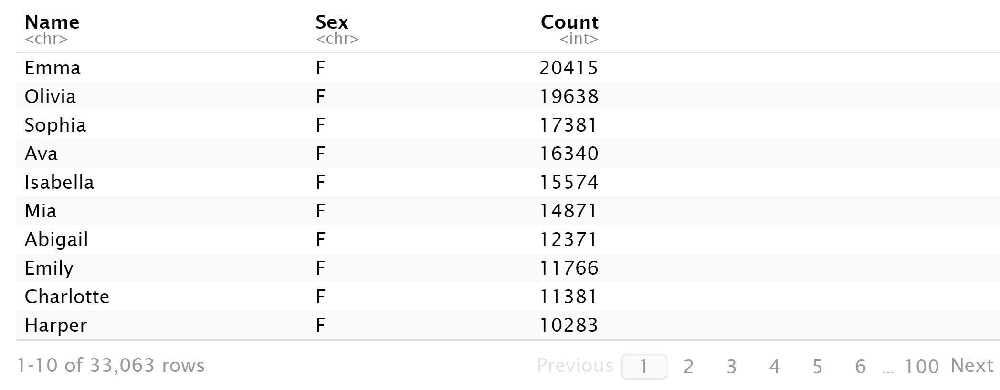 Name Sex Count
<chr> <chr> <int>
Emma F 20415
Olivia F 19638
Sophia F 17381
Ava F 16340
Isabella F 15574
Mia F 14871
Abigail F 12371
Emily F 11766
Charlotte F 11381
Harper F 10283
1-10 of 33,063 rows Previous 1 2 3 4 5 6 ... 100 Next